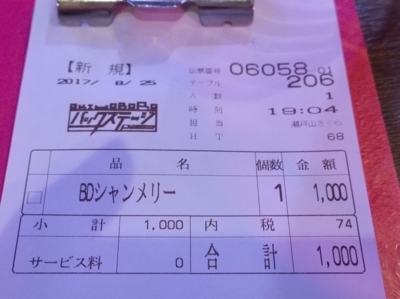 【新規】 伝票番号 06058 01
2017/ 8/ 25 テーブル 206
人数 1
時刻 19:04
バックステージ 担当 瀬戸山さくら
HT 68
品名 個数 金額
BDシャンメリー 1 1,000
小計 1,000 内税 74
サービス料 0 合計 1,000